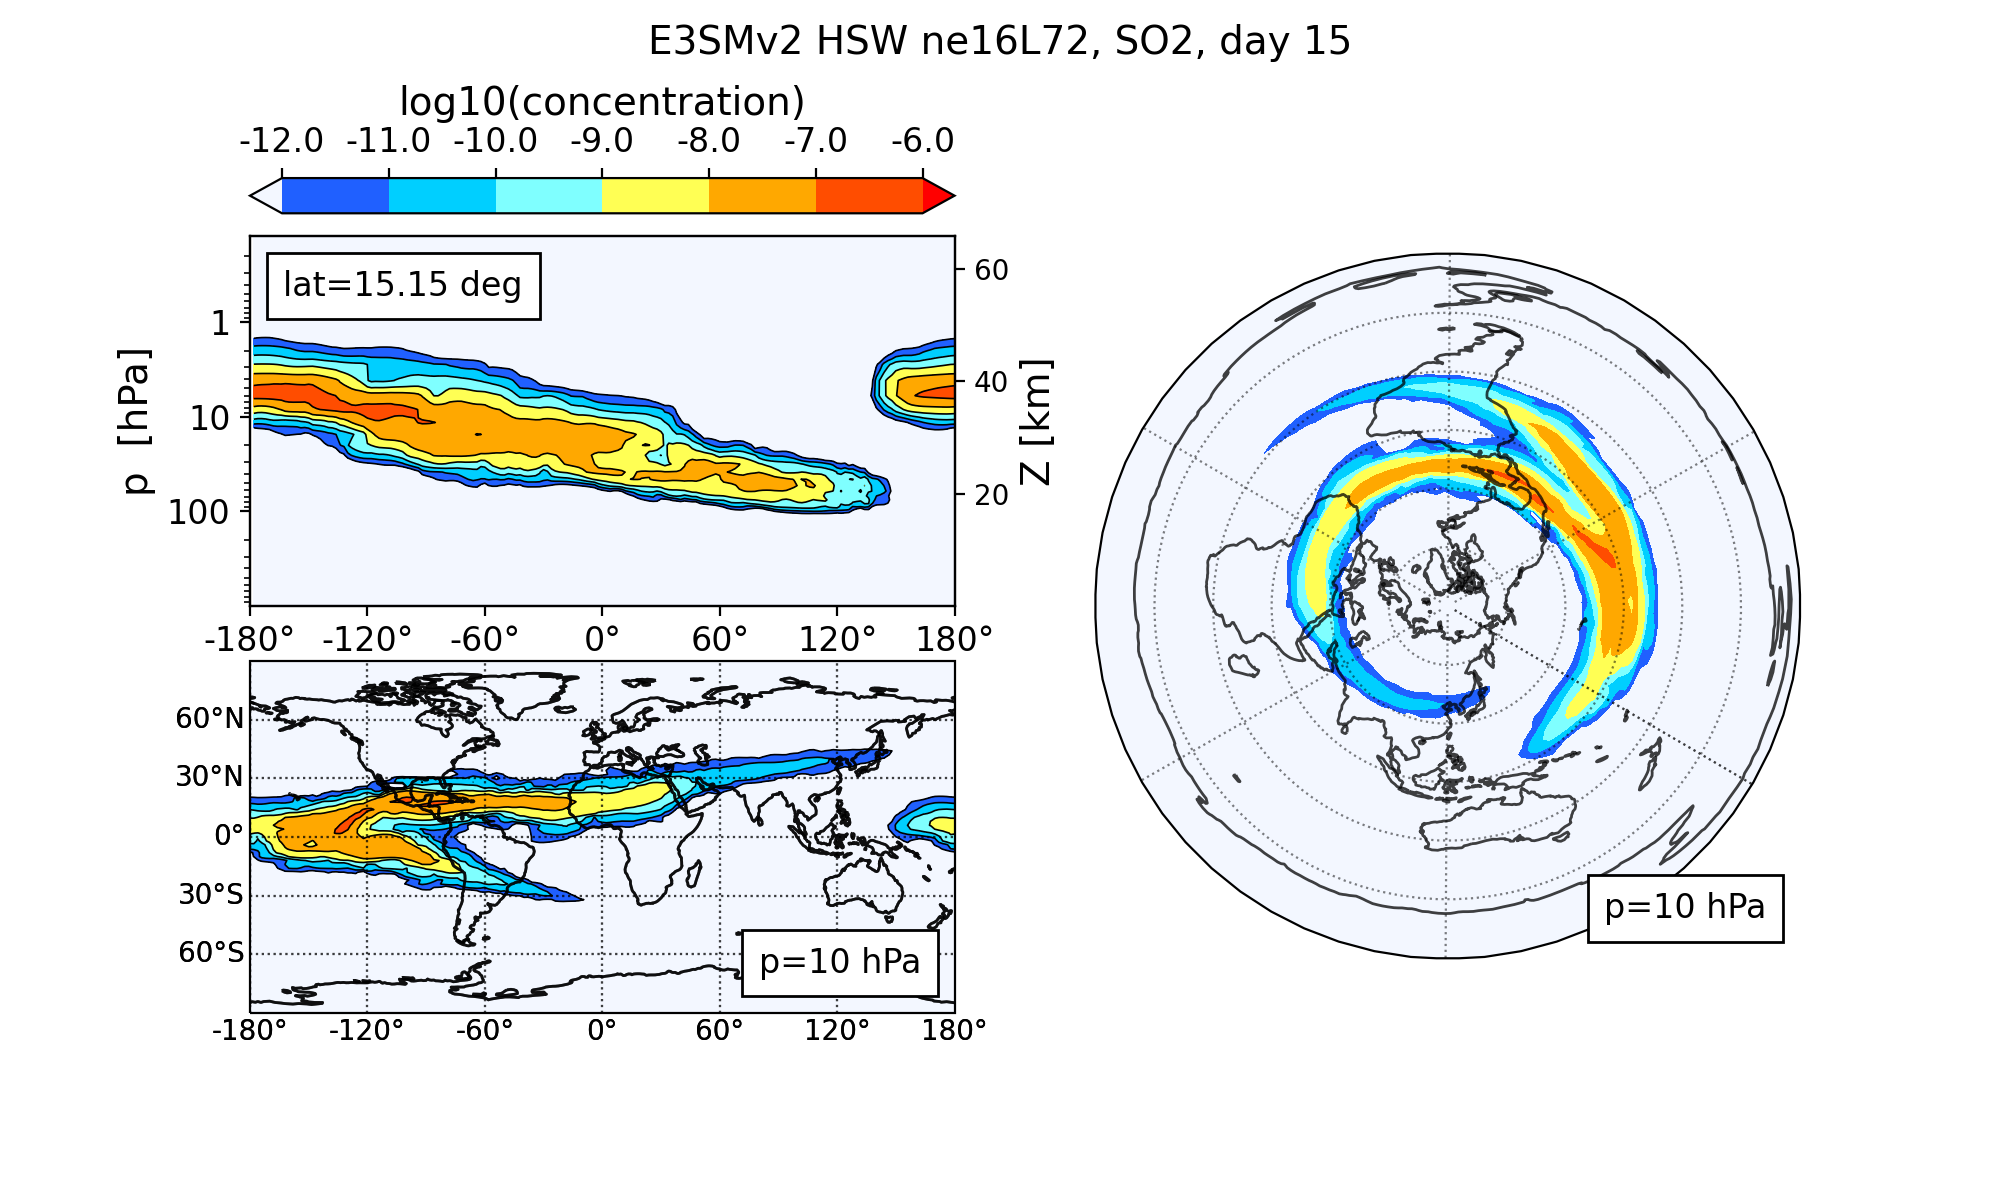 E3SMv2 HSW ne16L72, SO2, day 15
log10(concentration)
-12.0 -11.0 -10.0 -9.0 -8.0 -7.0 -6.0
lat=15.15 deg
p [hPa]
1
10
100
60
40
20
Z [km]
-180° -120° -60° 0° 60° 120° 180°
60°N
30°N
0°
30°S
60°S
p=10 hPa
-180° -120° -60° 0° 60° 120° 180°
p=10 hPa